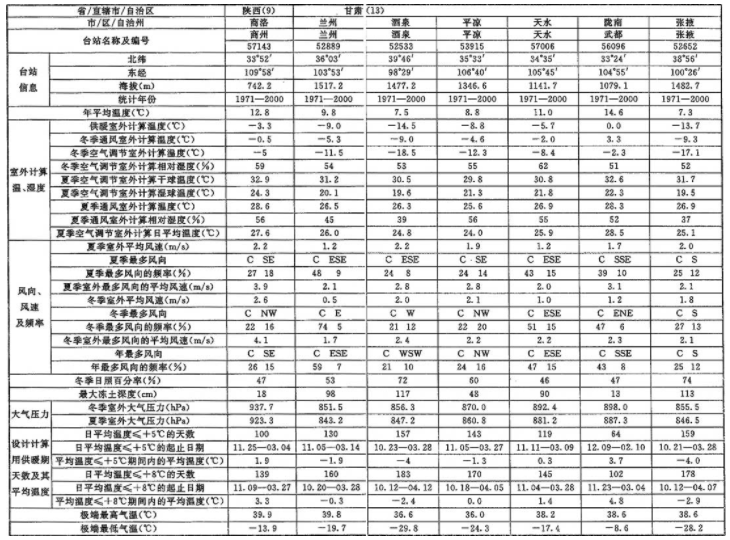 省/直辖市/自治区 陕西(9) 甘肃(13)
市/区/自治州 商洛 兰州 酒泉 平凉 天水 陇南 张掖
台站名称及编号 商州 兰州 酒泉 平凉 天水 武都 张掖
57143 52889 52533 53915 57006 56096 52652
台站信息 北纬 33°52′ 36°03′ 39°46′ 35°33′ 34°35′ 33°24′ 38°56′
东经 109°58′ 103°53′ 98°29′ 106°40′ 105°45′ 104°55′ 100°26′
海拔(m) 742.2 1517.2 1477.2 1346.6 1141.7 1079.1 1482.7
统计年份 1971—2000 1971—2000 1971—2000 1971—2000 1971—2000 1971—2000 1971—2000
年平均温度(℃) 12.8 9.8 7.5 8.8 11.0 14.6 7.3
室外计算温、湿度 供暖室外计算温度(℃) −3.3 −9.0 −14.5 −8.8 −5.7 0.0 −13.7
冬季通风室外计算温度(℃) −0.5 −5.3 −9.0 −4.6 −2.0 3.3 −9.3
冬季空气调节室外计算温度(℃) −5 −11.5 −18.5 −12.3 −8.4 −2.3 −17.1
冬季空气调节室外计算相对湿度(%) 59 54 53 55 62 51 52
夏季空气调节室外计算干球温度(℃) 32.9 31.2 30.5 29.8 30.8 32.6 31.7
夏季空气调节室外计算湿球温度(℃) 24.3 20.1 19.6 21.3 21.8 22.3 19.5
夏季通风室外计算温度(℃) 28.6 26.5 26.3 25.6 26.9 28.3 26.9
夏季通风室外计算相对湿度(%) 56 45 39 56 55 52 37
夏季空气调节室外计算日平均温度(℃) 27.6 26.0 24.8 24.0 25.9 28.5 25.1
风向、风速及频率 夏季室外平均风速(m/s) 2.2 1.2 2.2 1.9 1.2 1.7 2.0
夏季最多风向 C SE C ESE C ESE C SE C ESE C SSE C S
夏季最多风向的频率(%) 27 18 48 9 24 8 24 14 43 15 39 10 25 12
夏季室外最多风向的平均风速(m/s) 3.9 2.1 2.8 2.8 2.0 3.1 2.1
冬季室外平均风速(m/s) 2.6 0.5 2.0 2.1 1.0 1.2 1.8
冬季最多风向 C NW C E C W C NW C ESE C ENE C S
冬季最多风向的频率(%) 22 16 74 5 21 12 22 20 51 15 47 6 27 13
冬季室外最多风向的平均风速(m/s) 4.1 1.7 2.4 2.2 2.2 2.3 2.1
年最多风向 C SE C ESE C WSW C NW C ESE C SSE C S
年最多风向的频率(%) 26 15 59 7 21 10 24 16 47 15 43 8 25 12
冬季日照百分率(%) 47 53 72 60 46 47 74
最大冻土深度(cm) 18 98 117 48 90 13 113
大气压力 冬季室外大气压力(hPa) 937.7 851.5 856.3 870.0 892.4 898.0 855.5
夏季室外大气压力(hPa) 923.3 843.2 847.2 860.8 881.2 887.3 846.5
设计计算用供暖期天数及其平均温度 日平均温度≤+5℃的天数 100 130 157 143 119 64 159
日平均温度≤+5℃的起止日期 11.25—03.04 11.05—03.14 10.23—03.28 11.05—03.27 11.11—03.09 12.09—02.10 10.21—03.28
平均温度≤+5℃期间内的平均温度(℃) 1.9 −1.9 −4 −1.3 0.3 3.7 −4.0
日平均温度≤+8℃的天数 139 160 183 170 145 102 178
日平均温度≤+8℃的起止日期 11.09—03.27 10.20—03.28 10.12—04.12 10.18—04.05 11.04—03.28 11.23—03.04 10.12—04.07
平均温度≤+8℃期间内的平均温度(℃) 3.3 −0.3 −2.4 0.0 1.4 4.8 −2.9
极端最高气温(℃) 39.9 39.8 36.6 36.0 38.2 38.6 38.6
极端最低气温(℃) −13.9 −19.7 −29.8 −24.3 −17.4 −8.6 −28.2